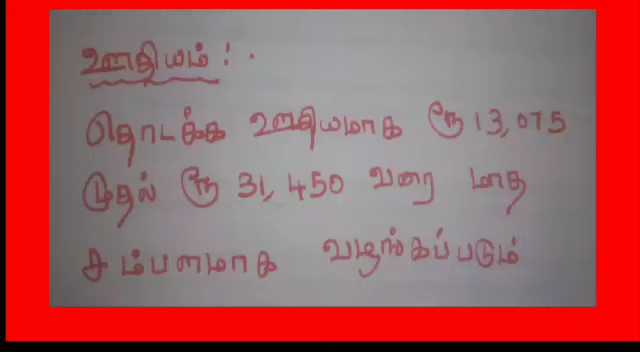 ஊதியம் : .
தொடக்க ஊதியமாக ரூ 13,075
முதல் ரூ 31,450 வரை மாத
சம்பளமாக வழங்கப்படும்